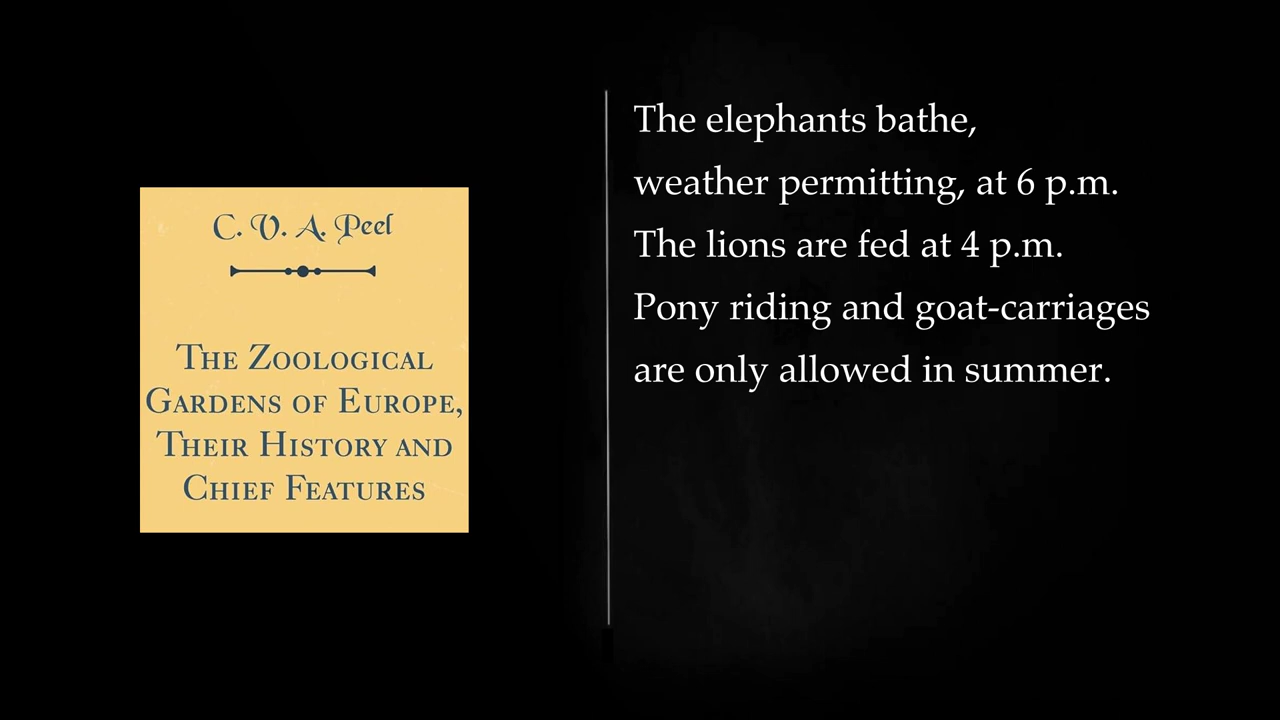 C. V. A. Peel
The Zoological
Gardens of Europe,
Their History and
Chief Features
The elephants bathe,
weather permitting, at 6 p.m.
The lions are fed at 4 p.m.
Pony riding and goat-carriages
are only allowed in summer.